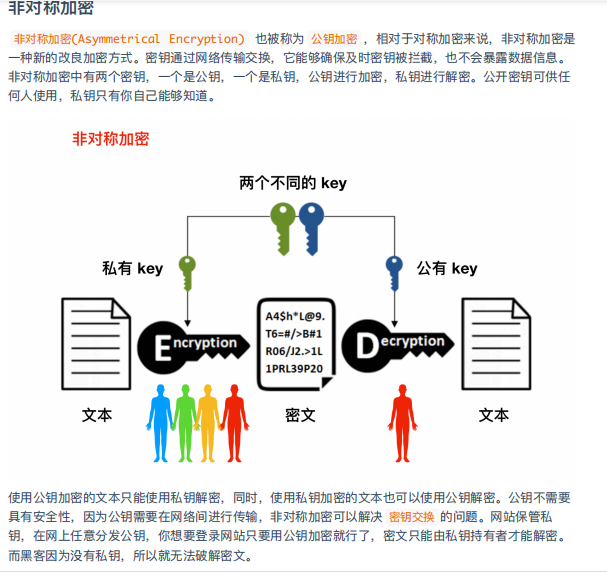 非对称加密
非对称加密(Asymmetrical Encryption) 也被称为 公钥加密 ，相对于对称加密来说，非对称加密是
一种新的改良加密方式。密钥通过网络传输交换，它能够确保及时密钥被拦截，也不会暴露数据信息。
非对称加密中有两个密钥，一个是公钥，一个是私钥，公钥进行加密，私钥进行解密。公开密钥可供任
何人使用，私钥只有你自己能够知道。
非对称加密
两个不同的 key
私有 key
公有 key
Encryption
A4$h*L@9.
T6=#/>B#1
R06/J2.>1L
1PRL39P20
Decryption
文本
密文
文本
使用公钥加密的文本只能使用私钥解密，同时，使用私钥加密的文本也可以使用公钥解密。公钥不需要
具有安全性，因为公钥需要在网络间进行传输，非对称加密可以解决 密钥交换 的问题。网站保管私
钥，在网上任意分发公钥，你想要登录网站只要用公钥加密就行了，密文只能由私钥持有者才能解密。
而黑客因为没有私钥，所以就无法破解密文。